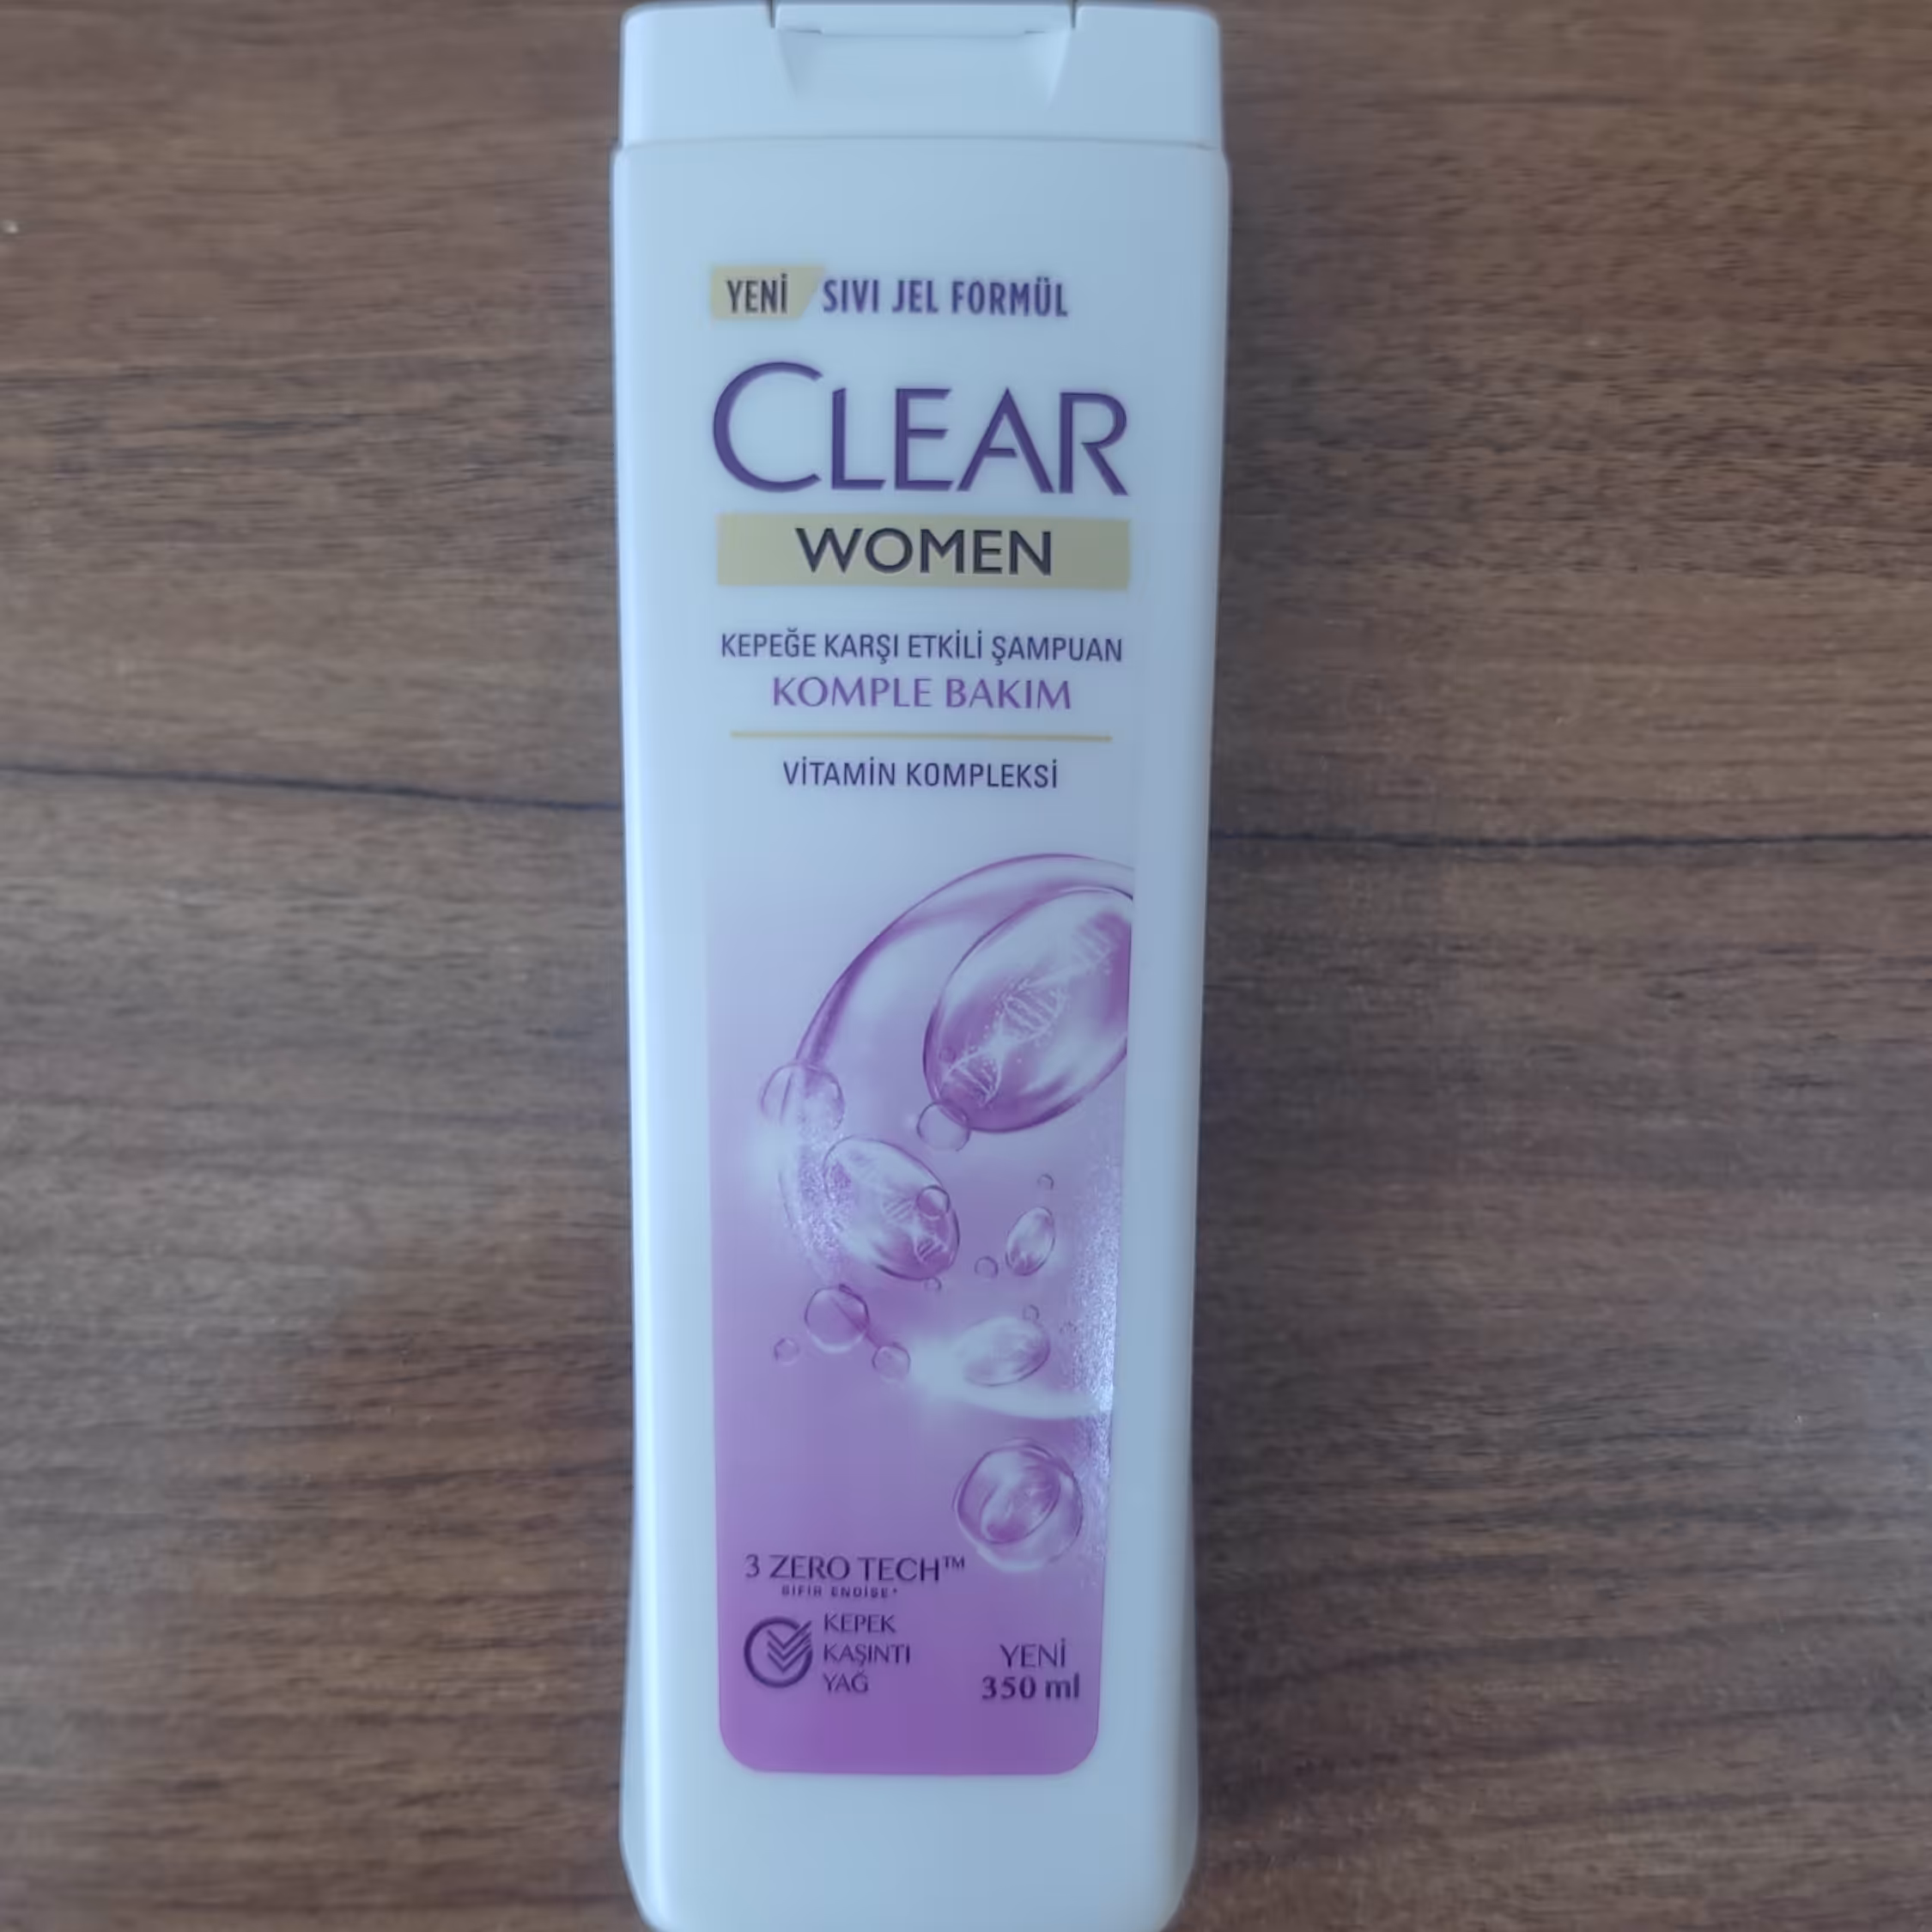 YENİ SIVI JEL FORMÜL
CLEAR
WOMEN
KEPEĞE KARŞI ETKİLİ ŞAMPUAN
KOMPLE BAKIM
VİTAMİN KOMPLEKSİ
3 ZERO TECH™
SIFIR ENDİŞE*
KEPEK
KAŞINTI
YAĞ
YENİ
350 ml